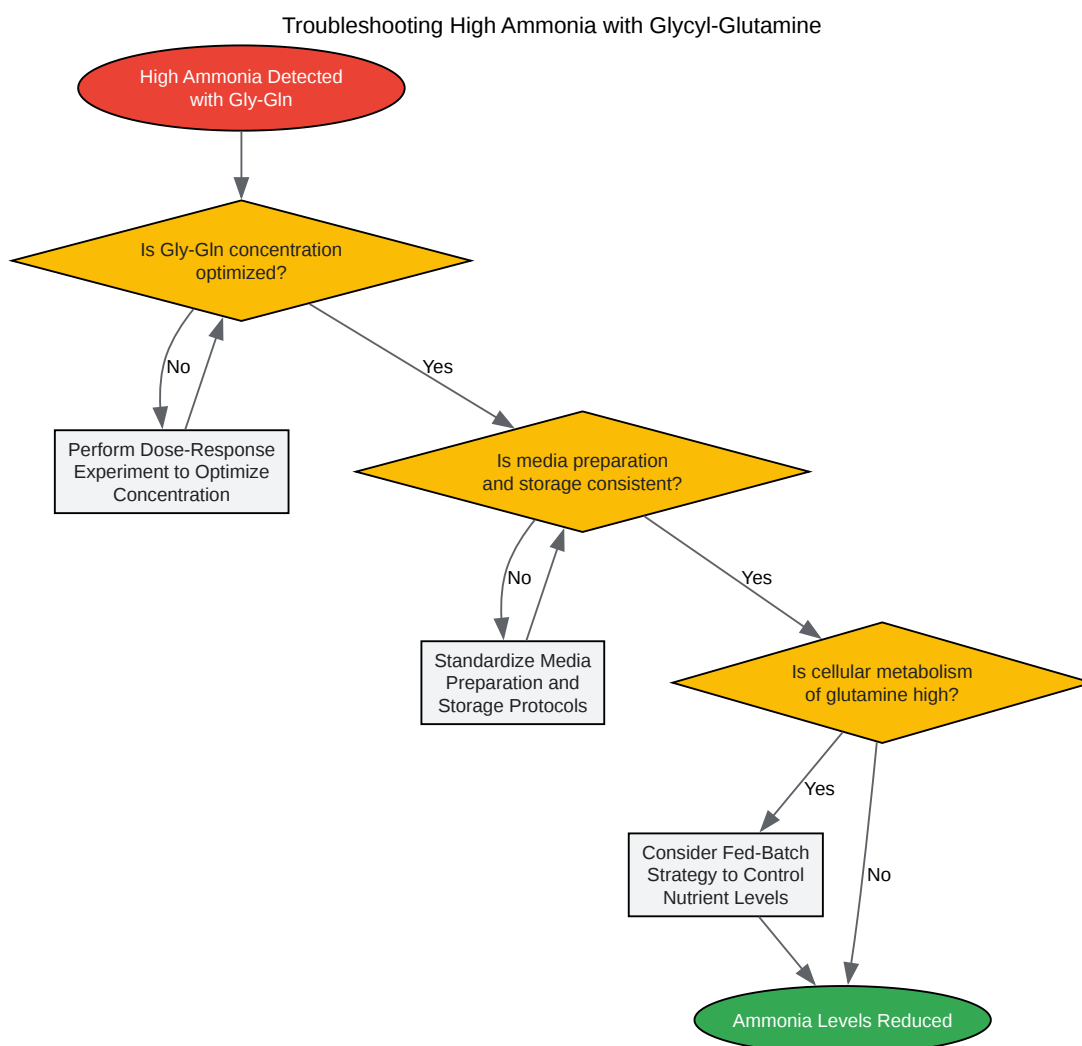 Troubleshooting High Ammonia with Glycyl-Glutamine
High Ammonia Detected
with Gly-Gln
Is Gly-Gln concentration
optimized?
No
Yes
Perform Dose-Response
Experiment to Optimize
Concentration
Is media preparation
and storage consistent?
No
Yes
Standardize Media
Preparation and
Storage Protocols
Is cellular metabolism
of glutamine high?
Yes
No
Consider Fed-Batch
Strategy to Control
Nutrient Levels
Ammonia Levels Reduced